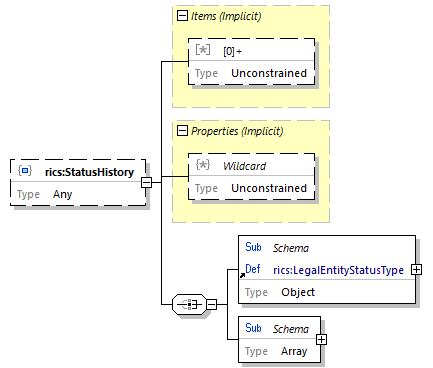 Items (Implicit)
[0]+
Type Unconstrained
Properties (Implicit)
Wildcard
Type Unconstrained
rics:StatusHistory
Type Any
Sub Schema
Def rics:LegalEntityStatusType
Type Object
Sub Schema
Type Array